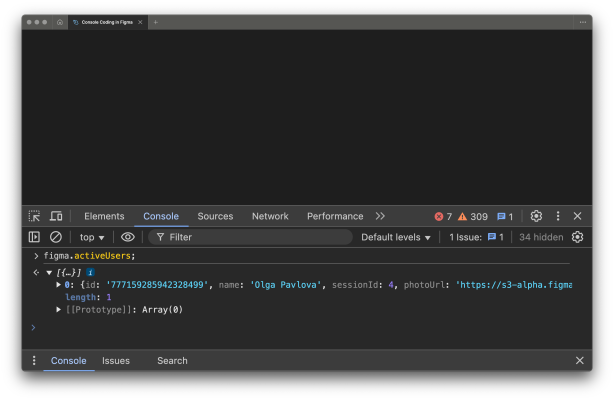 Console Coding in Figma
Elements Console Sources Network Performance 7 309 1
top Filter Default levels 1 Issue: 1 34 hidden
figma.activeUsers;
[{…}] i
0: {id: '777159285942328499', name: 'Olga Pavlova', sessionId: 4, photoUrl: 'https://s3-alpha.figma
length: 1
[[Prototype]]: Array(0)
Console Issues Search